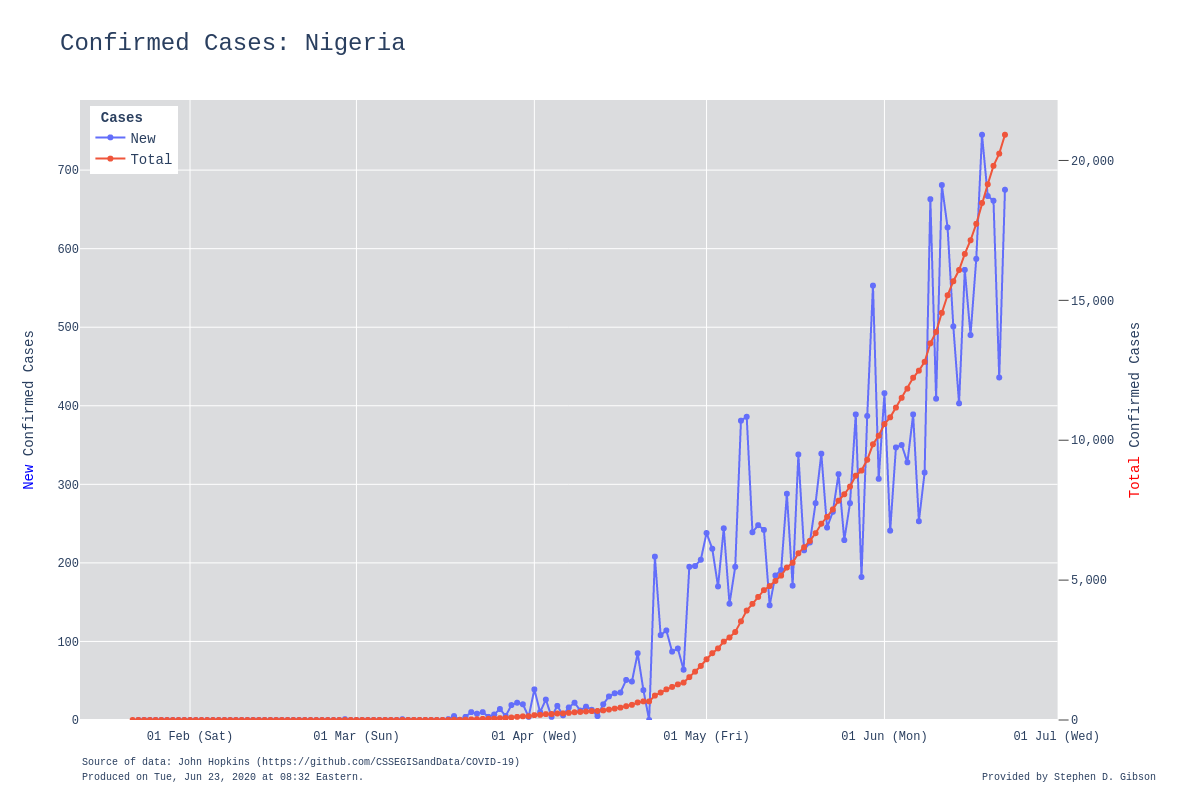 Confirmed Cases: Nigeria
Cases
New
Total
700
600
500
400
300
200
100
0
New Confirmed Cases
20,000
15,000
10,000
5,000
0
Total Confirmed Cases
01 Feb (Sat) 01 Mar (Sun) 01 Apr (Wed) 01 May (Fri) 01 Jun (Mon) 01 Jul (Wed)
Source of data: John Hopkins (https://github.com/CSSEGISandData/COVID-19)
Produced on Tue, Jun 23, 2020 at 08:32 Eastern.
Provided by Stephen D. Gibson